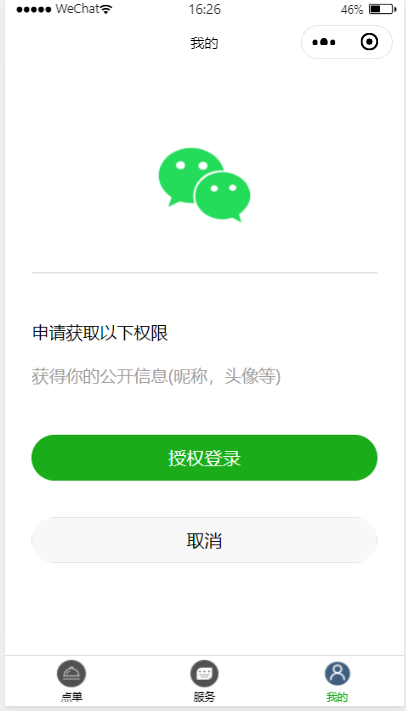 WeChat 16:26 46%
我的
申请获取以下权限
获得你的公开信息(昵称，头像等)
授权登录
取消
点单 服务 我的